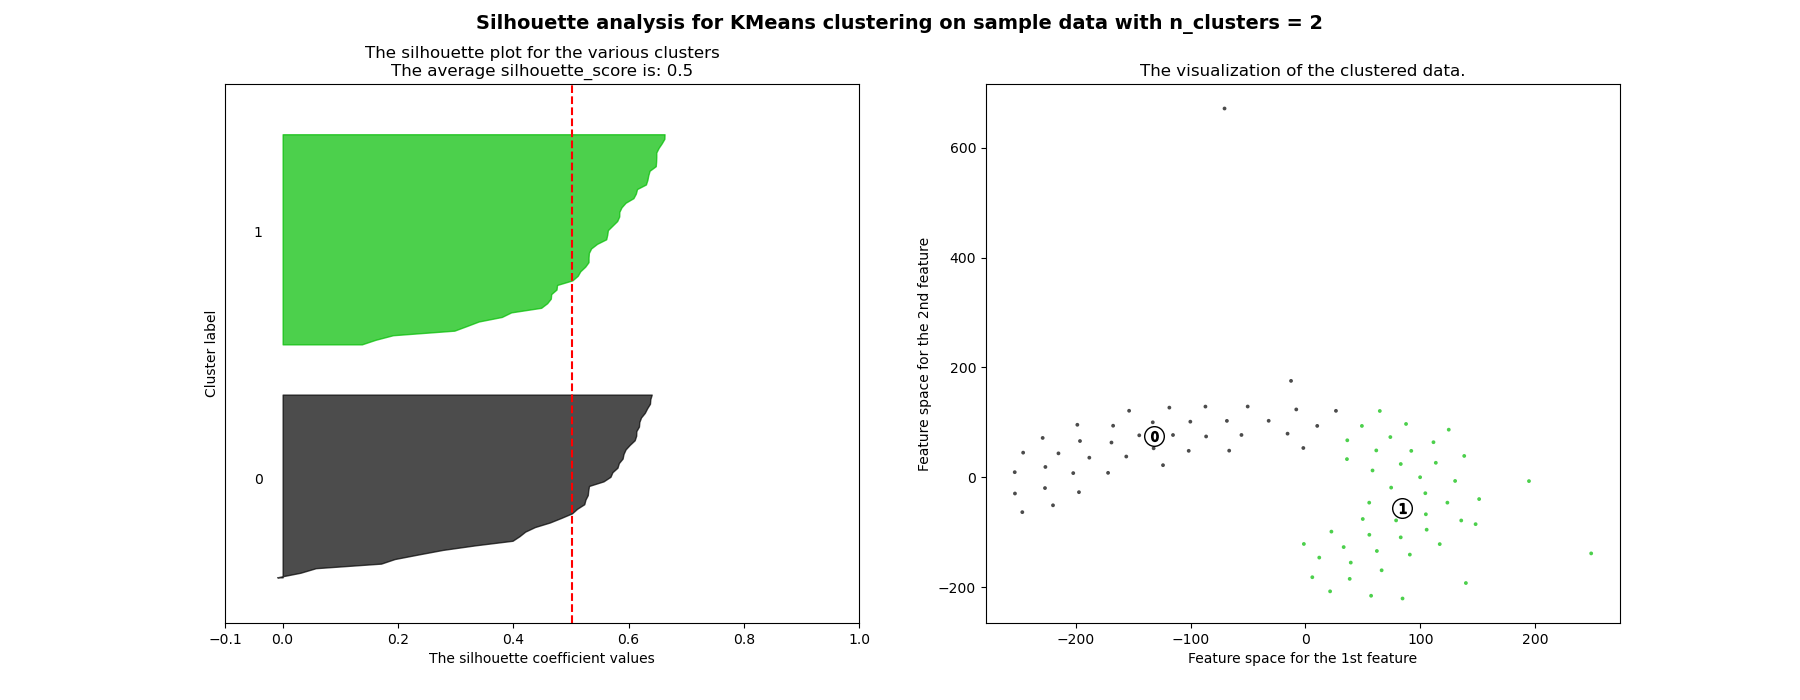 Silhouette analysis for KMeans clustering on sample data with n_clusters = 2
The silhouette plot for the various clusters
The average silhouette_score is: 0.5
Cluster label
1
0
−0.1 0.0 0.2 0.4 0.6 0.8 1.0
The silhouette coefficient values
The visualization of the clustered data.
Feature space for the 2nd feature
600
400
200
0
−200
0
1
−200 −100 0 100 200
Feature space for the 1st feature